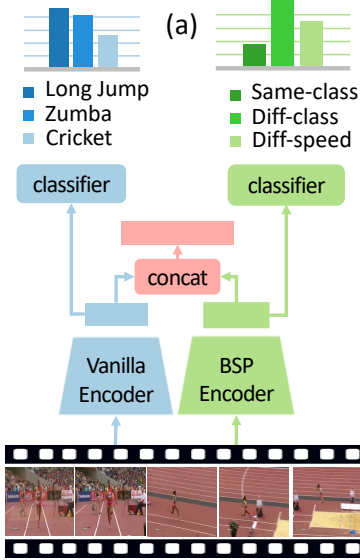 (a)
Long Jump
Zumba
Cricket
Same-class
Diff-class
Diff-speed
classifier
classifier
concat
Vanilla
Encoder
BSP
Encoder